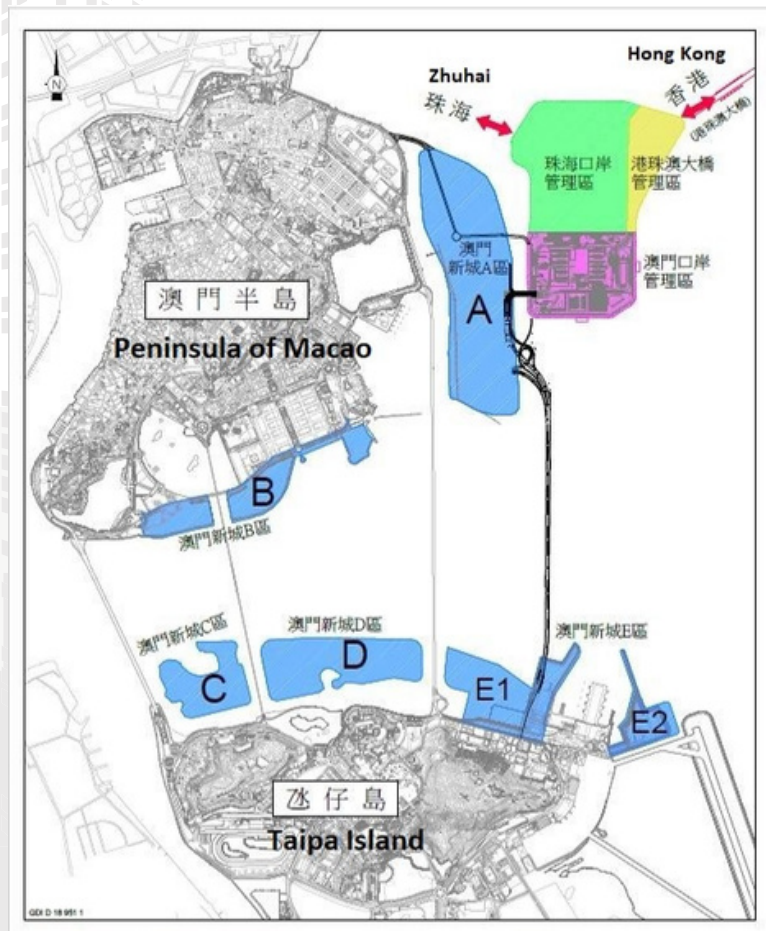 N
Zhuhai
珠海
Hong Kong
香港
(港珠澳大橋)
珠海口岸
管理區
港珠澳大橋
管理區
澳門口岸
管理區
澳門
新城A區
A
澳門半島
Peninsula of Macao
B
澳門新城B區
澳門新城C區
C
澳門新城D區
D
澳門新城E區
E1
E2
氹仔島
Taipa Island
GDI D 18 951 1